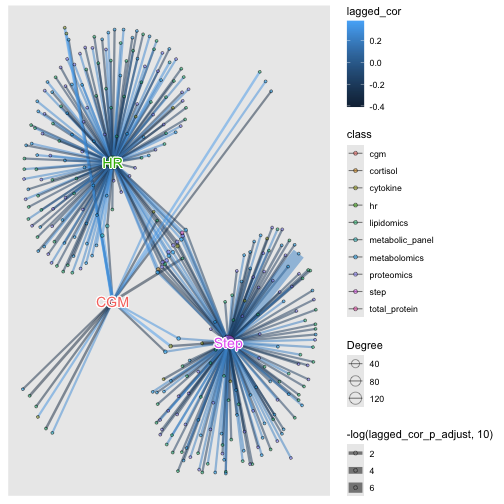 HR
CGM
Step
lagged_cor
0.2
0.0
-0.2
-0.4
class
cgm
cortisol
cytokine
hr
lipidomics
metabolic_panel
metabolomics
proteomics
step
total_protein
Degree
40
80
120
-log(lagged_cor_p_adjust, 10)
2
4
6